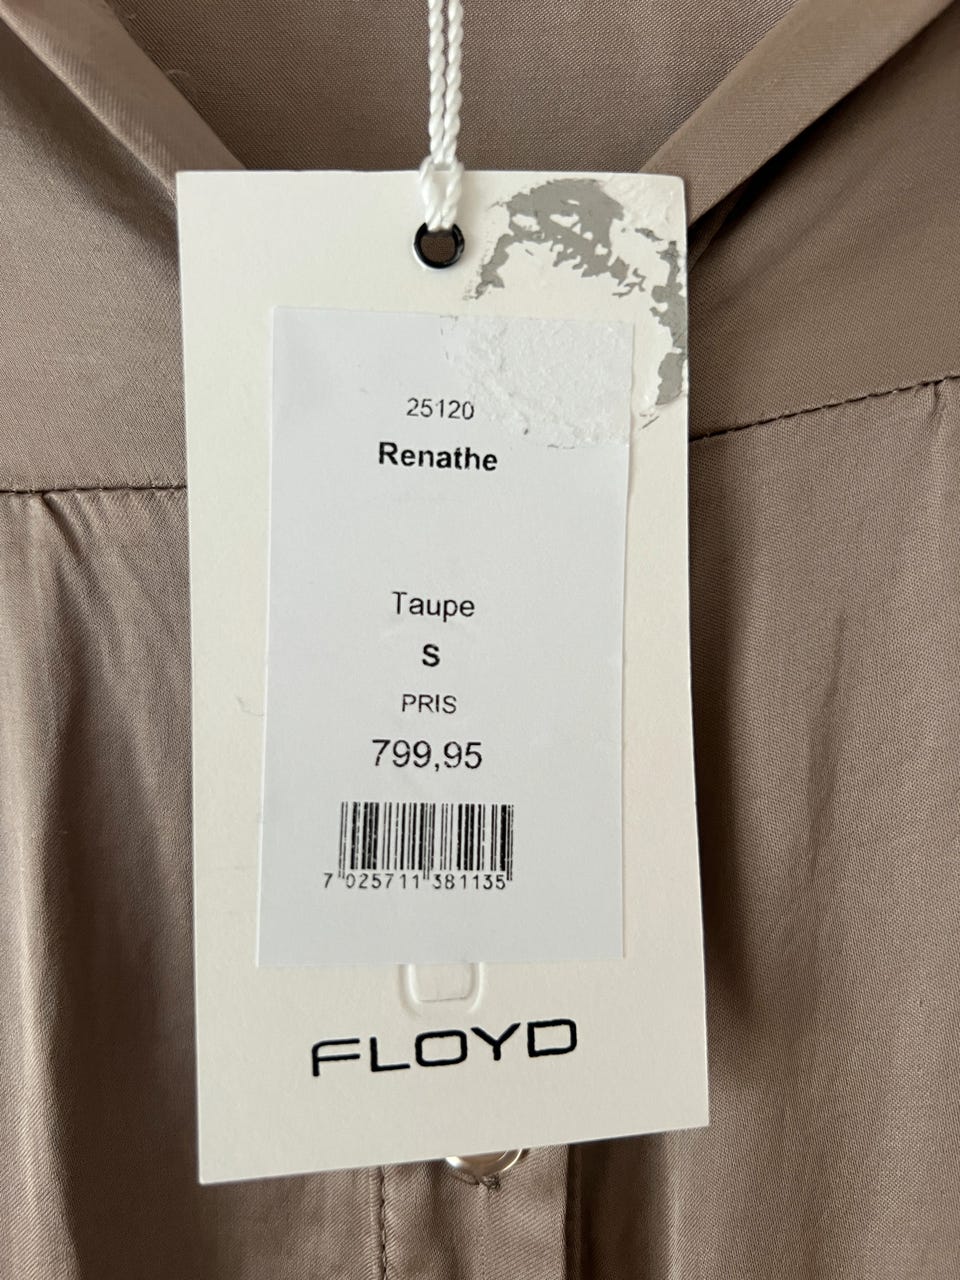 25120
Renathe
Taupe
S
PRIS
799,95
7 025711 381135
FLOYD